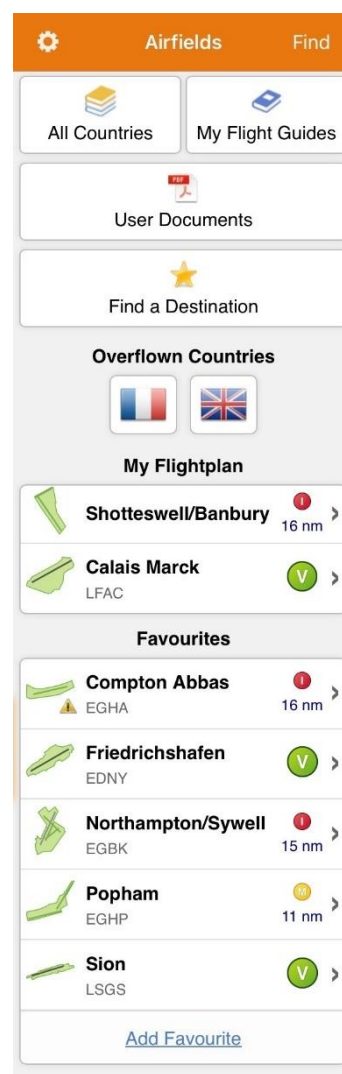 Airfields
Find
All Countries
My Flight Guides
PDF
User Documents
Find a Destination
Overflown Countries
My Flightplan
Shotteswell/Banbury
I
16 nm
Calais Marck
LFAC
V
Favourites
Compton Abbas
EGHA
I
16 nm
Friedrichshafen
EDNY
V
Northampton/Sywell
EGBK
I
15 nm
Popham
EGHP
M
11 nm
Sion
LSGS
V
Add Favourite